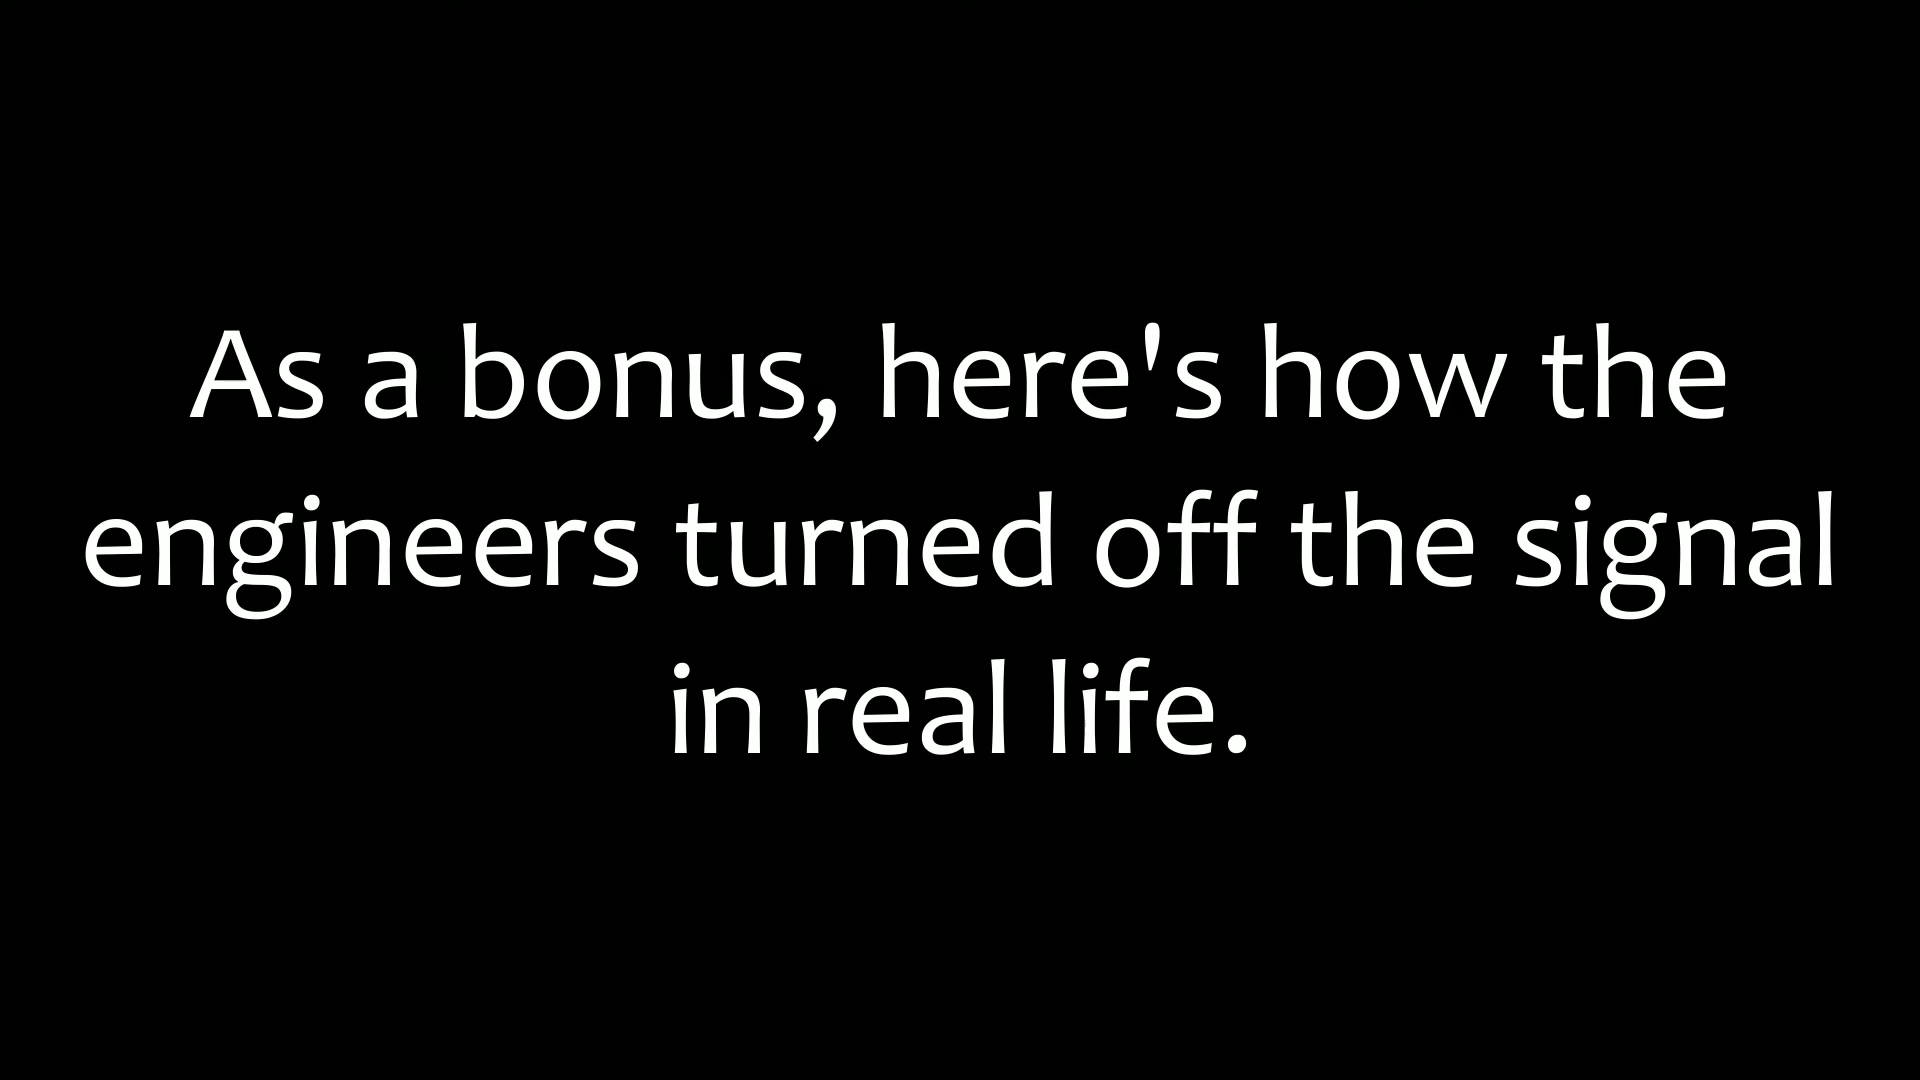 As a bonus, here's how the
engineers turned off the signal
in real life.